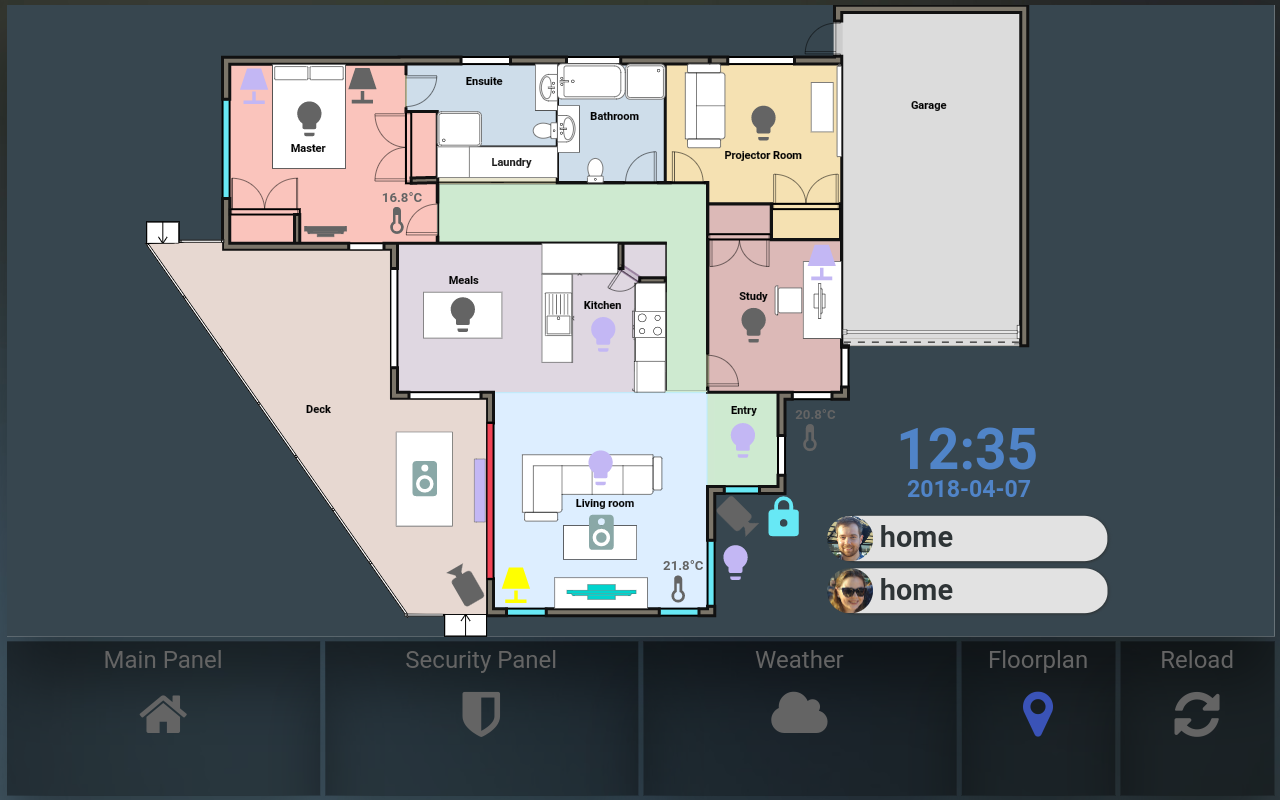 Ensuite
Garage
Bathroom
Master
Projector Room
Laundry
16.8°C
Meals
Study
Kitchen
Deck
Entry
20.8°C
12:35
2018-04-07
Living room
home
21.8°C
home
Main Panel
Security Panel
Weather
Floorplan
Reload